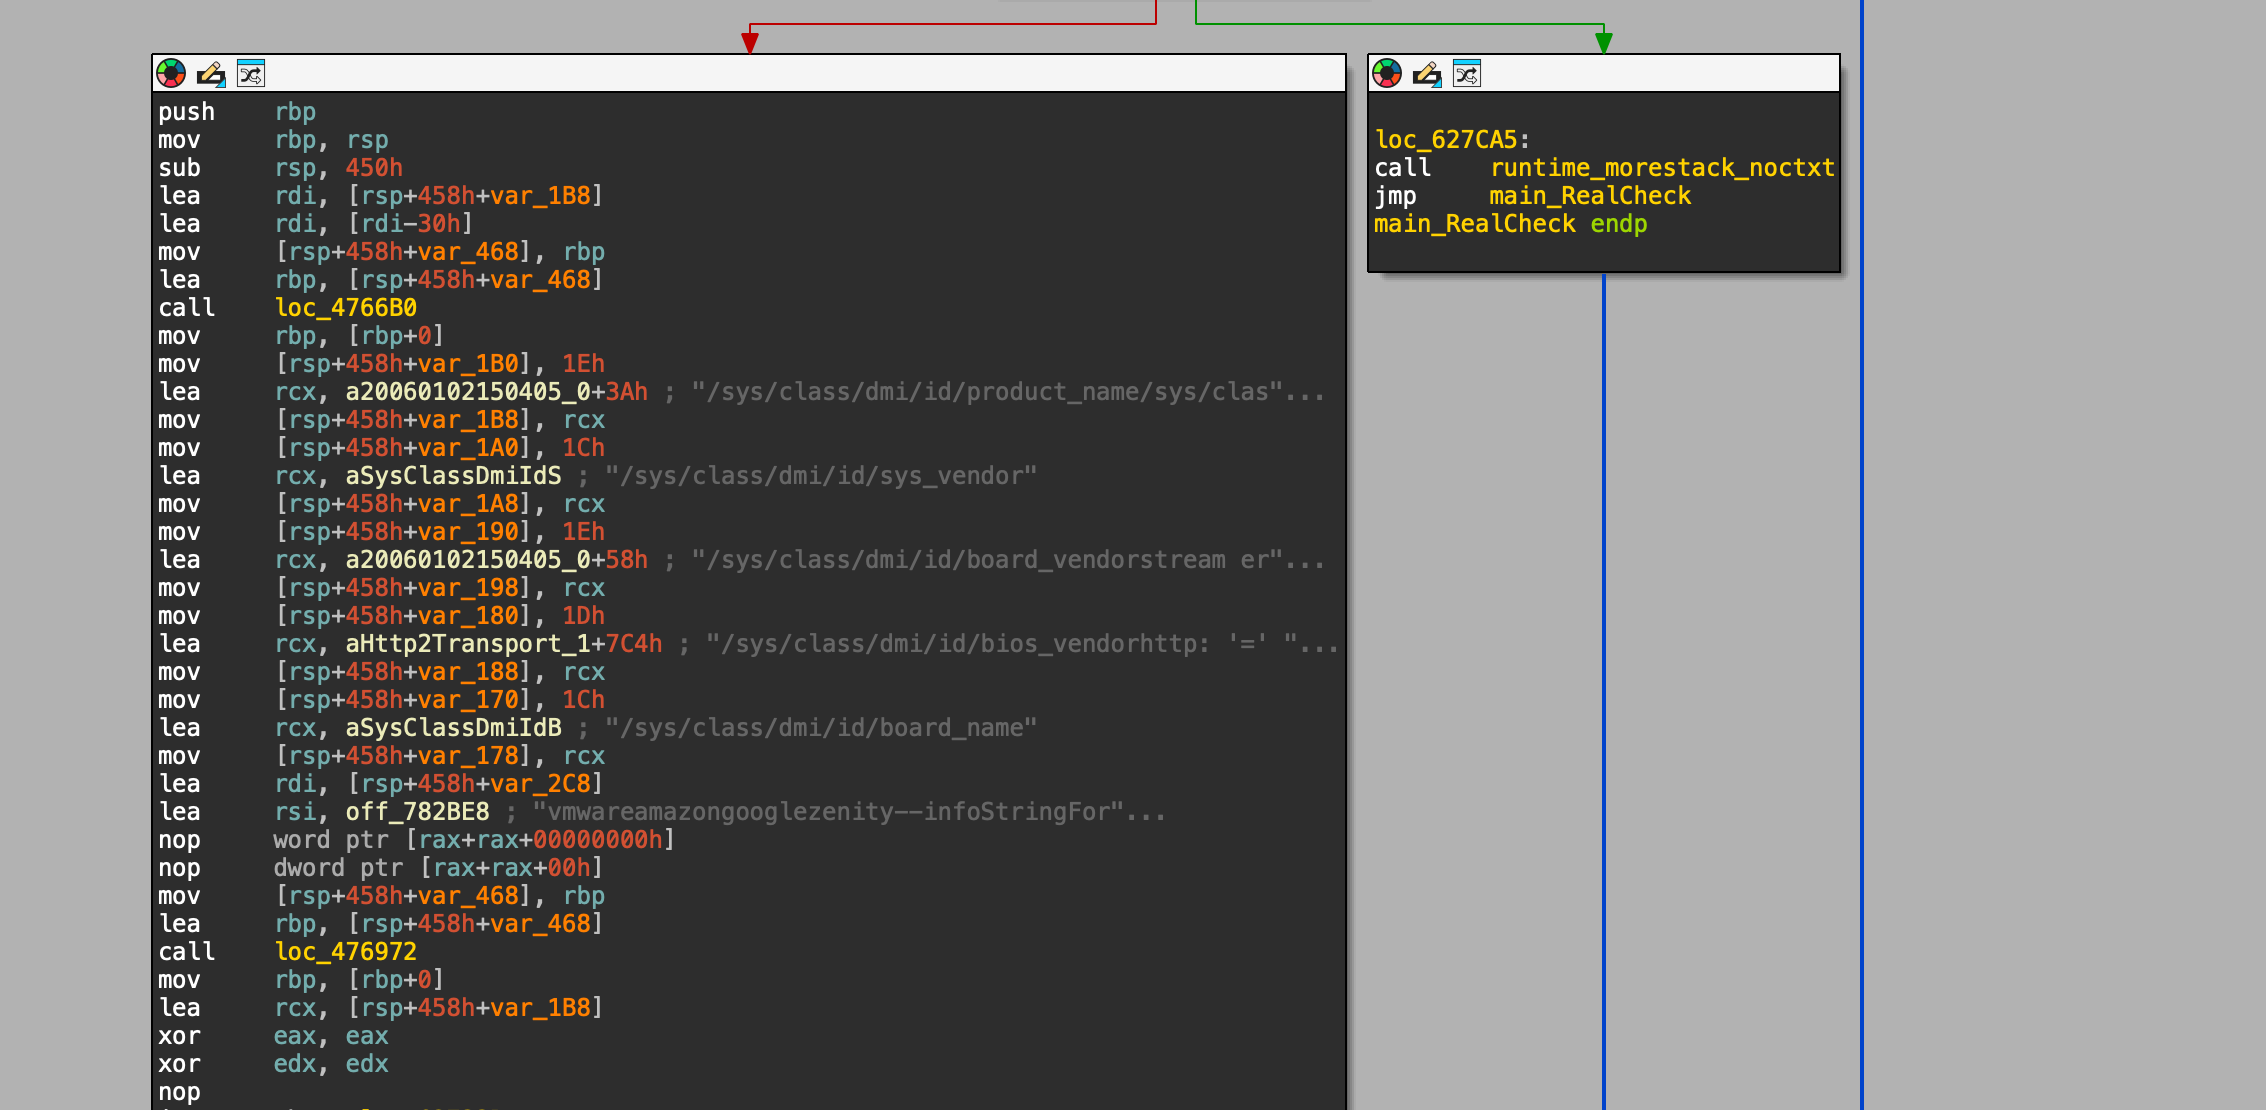 push rbp
mov rbp, rsp
sub rsp, 450h
lea rdi, [rsp+458h+var_1B8]
lea rdi, [rdi-30h]
mov [rsp+458h+var_468], rbp
lea rbp, [rsp+458h+var_468]
call loc_4766B0
mov rbp, [rbp+0]
mov [rsp+458h+var_1B0], 1Eh
lea rcx, a20060102150405_0+3Ah ; "/sys/class/dmi/id/product_name/sys/clas"...
mov [rsp+458h+var_1B8], rcx
mov [rsp+458h+var_1A0], 1Ch
lea rcx, aSysClassDmiIdS ; "/sys/class/dmi/id/sys_vendor"
mov [rsp+458h+var_1A8], rcx
mov [rsp+458h+var_190], 1Eh
lea rcx, a20060102150405_0+58h ; "/sys/class/dmi/id/board_vendorstream er"...
mov [rsp+458h+var_198], rcx
mov [rsp+458h+var_180], 1Dh
lea rcx, aHttp2Transport_1+7C4h ; "/sys/class/dmi/id/bios_vendorhttp: '=' "...
mov [rsp+458h+var_188], rcx
mov [rsp+458h+var_170], 1Ch
lea rcx, aSysClassDmiIdB ; "/sys/class/dmi/id/board_name"
mov [rsp+458h+var_178], rcx
lea rdi, [rsp+458h+var_2C8]
lea rsi, off_782BE8 ; "vmwareamazongooglezenity--infoStringFor"...
nop word ptr [rax+rax+00000000h]
nop dword ptr [rax+rax+00h]
mov [rsp+458h+var_468], rbp
lea rbp, [rsp+458h+var_468]
call loc_476972
mov rbp, [rbp+0]
lea rcx, [rsp+458h+var_1B8]
xor eax, eax
xor edx, edx
nop
loc_627CA5:
call runtime_morestack_noctxt
jmp main_RealCheck
main_RealCheck endp